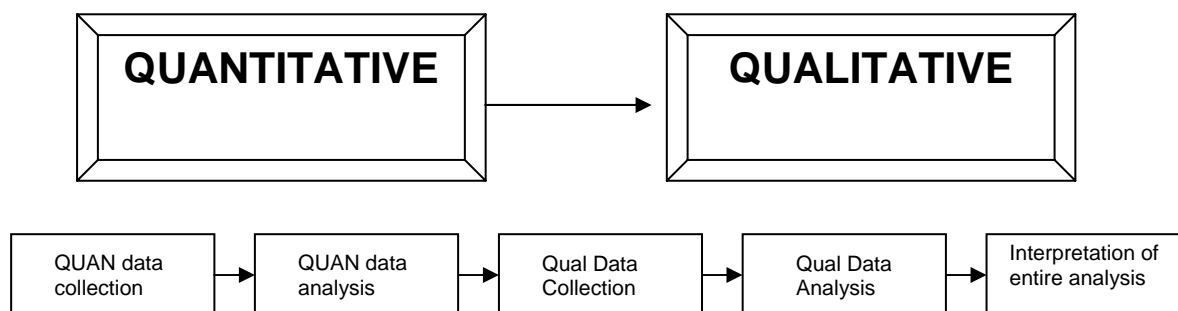 QUANTITATIVE
QUALITATIVE
QUAN data
collection
QUAN data
analysis
Qual Data
Collection
Qual Data
Analysis
Interpretation of
entire analysis